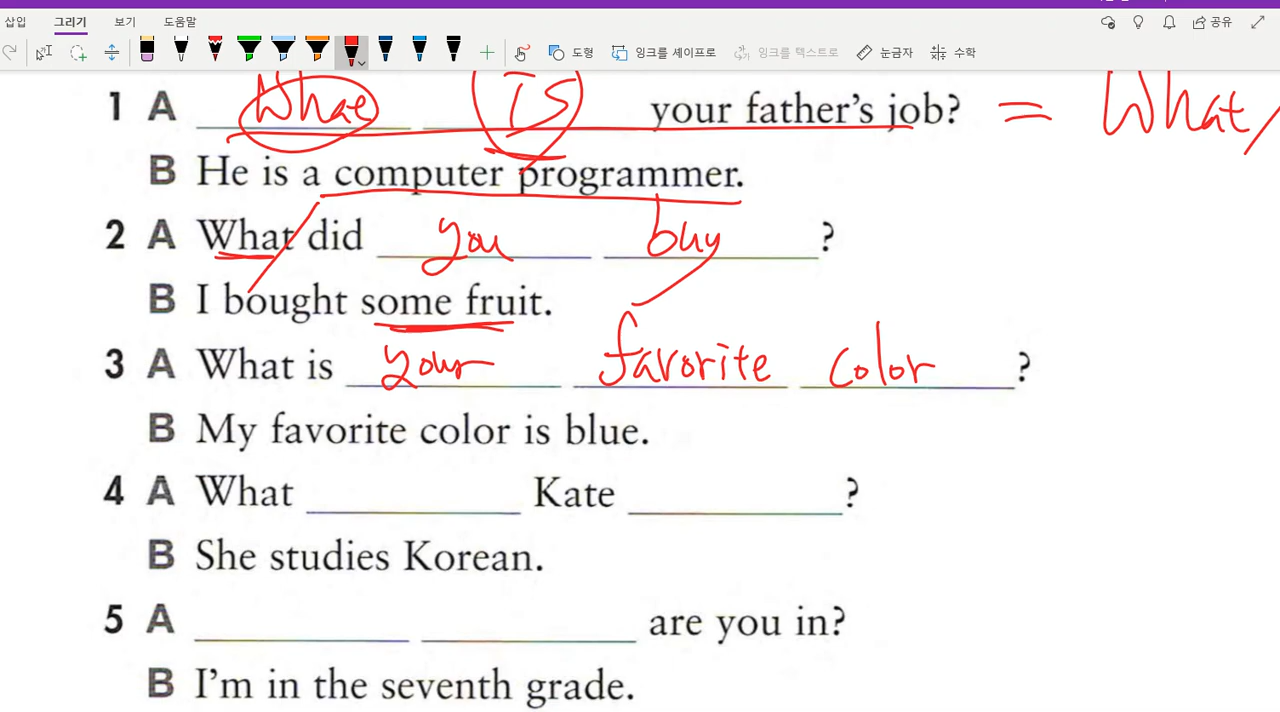 삽입 그리기 보기 도움말 공유
도형 잉크를 셰이프로 잉크를 텍스트로 눈금자 수학
1 A What is your father's job? = What
B He is a computer programmer.
2 A What did you buy ?
B I bought some fruit.
3 A What is your favorite color ?
B My favorite color is blue.
4 A What Kate ?
B She studies Korean.
5 A are you in?
B I'm in the seventh grade.